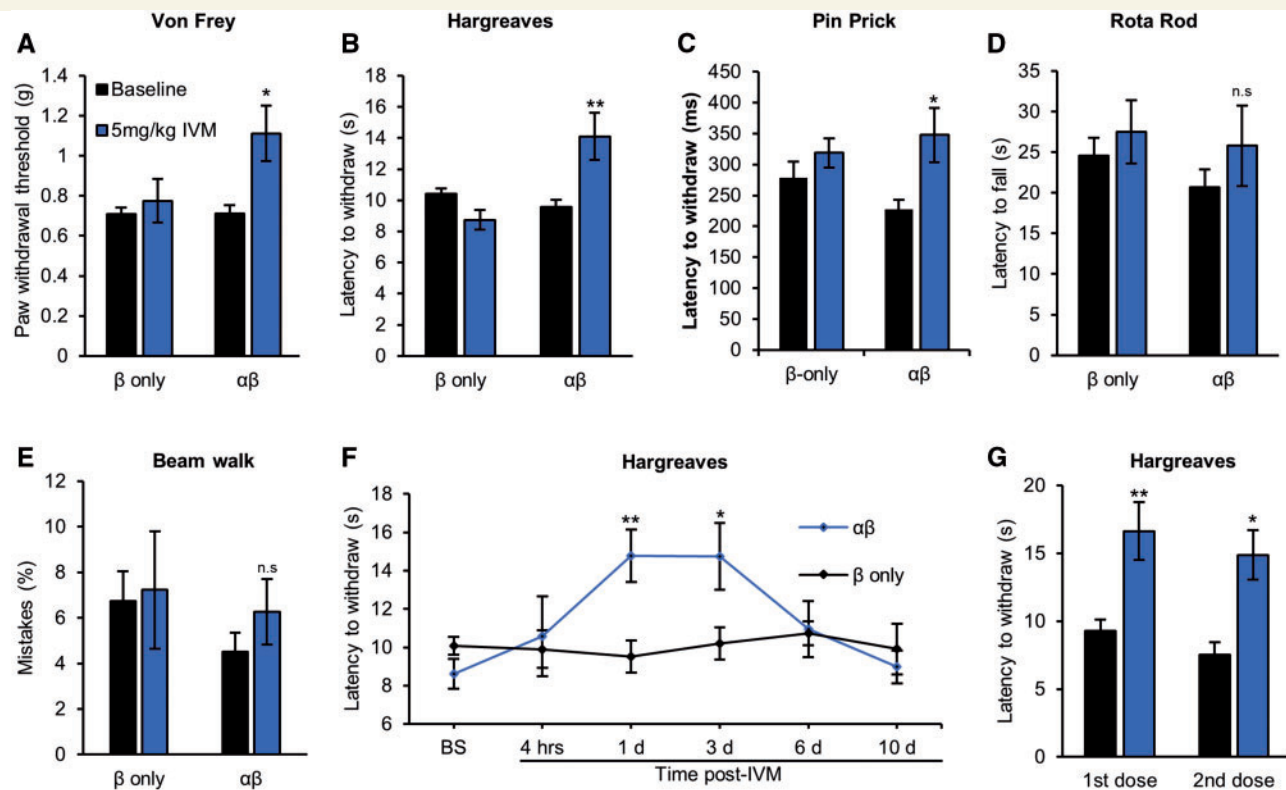 A
Von Frey
Paw withdrawal threshold (g)
1.4
1.2
1
0.8
0.6
0.4
0.2
0
Baseline
5mg/kg IVM
*
β only
αβ
B
Hargreaves
Latency to withdraw (s)
18
16
14
12
10
8
6
4
2
0
**
β only
αβ
C
Pin Prick
Latency to withdraw (ms)
450
400
350
300
250
200
150
100
50
0
*
β-only
αβ
D
Rota Rod
Latency to fall (s)
35
30
25
20
15
10
5
0
n.s
β only
αβ
E
Beam walk
Mistakes (%)
12
10
8
6
4
2
0
n.s
β only
αβ
F
Hargreaves
Latency to withdraw (s)
18
16
14
12
10
8
6
**
*
αβ
β only
BS
4 hrs
1 d
3 d
6 d
10 d
Time post-IVM
G
Hargreaves
Latency to withdraw (s)
20
15
10
5
0
**
*
1st dose
2nd dose